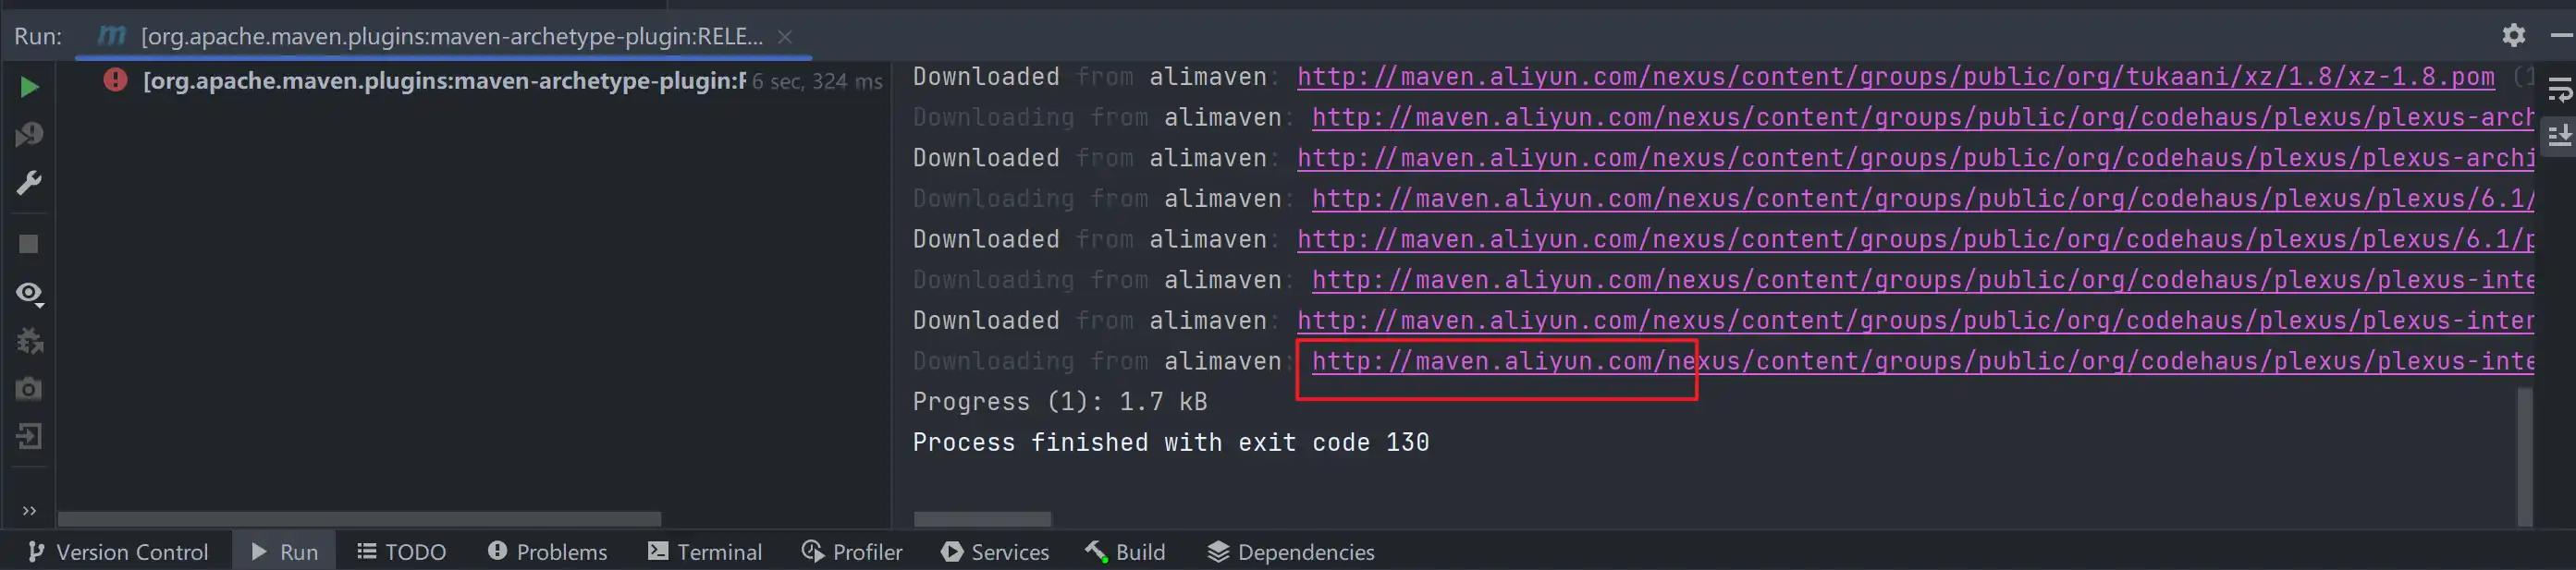 Run: m [org.apache.maven.plugins:maven-archetype-plugin:RELE... ×
[org.apache.maven.plugins:maven-archetype-plugin:F 6 sec, 324 ms
Downloaded from alimaven: http://maven.aliyun.com/nexus/content/groups/public/org/tukaani/xz/1.8/xz-1.8.pom (1
Downloading from alimaven: http://maven.aliyun.com/nexus/content/groups/public/org/codehaus/plexus/plexus-arch
Downloaded from alimaven: http://maven.aliyun.com/nexus/content/groups/public/org/codehaus/plexus/plexus-archi
Downloading from alimaven: http://maven.aliyun.com/nexus/content/groups/public/org/codehaus/plexus/plexus/6.1/
Downloaded from alimaven: http://maven.aliyun.com/nexus/content/groups/public/org/codehaus/plexus/plexus/6.1/p
Downloading from alimaven: http://maven.aliyun.com/nexus/content/groups/public/org/codehaus/plexus/plexus-inte
Downloaded from alimaven: http://maven.aliyun.com/nexus/content/groups/public/org/codehaus/plexus/plexus-inter
Downloading from alimaven: http://maven.aliyun.com/nexus/content/groups/public/org/codehaus/plexus/plexus-inte
Progress (1): 1.7 kB
Process finished with exit code 130
Version Control Run TODO Problems Terminal Profiler Services Build Dependencies